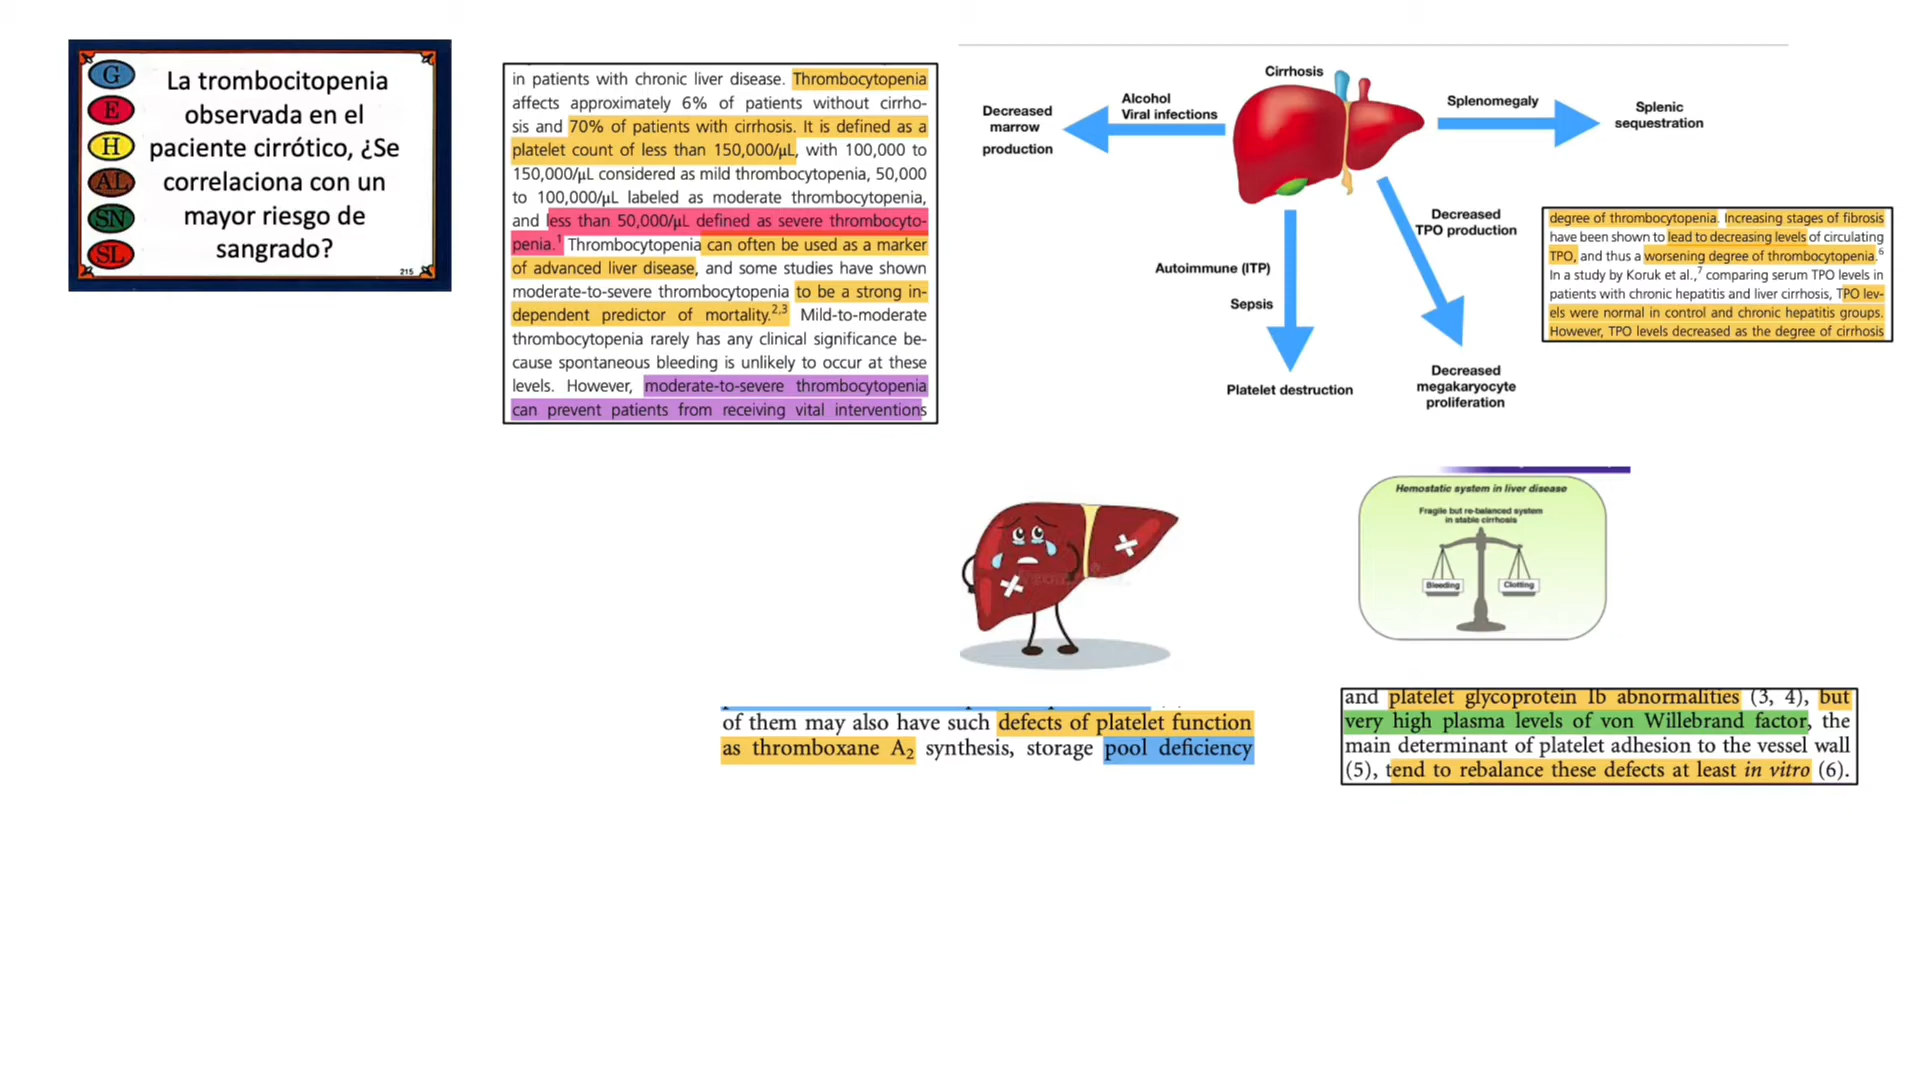 G
E
H
AL
SN
SL
La trombocitopenia
observada en el
paciente cirrótico, ¿Se
correlaciona con un
mayor riesgo de
sangrado?
215
in patients with chronic liver disease. Thrombocytopenia
affects approximately 6% of patients without cirrho-
sis and 70% of patients with cirrhosis. It is defined as a
platelet count of less than 150,000/μL, with 100,000 to
150,000/μL considered as mild thrombocytopenia, 50,000
to 100,000/μL labeled as moderate thrombocytopenia,
and less than 50,000/μL defined as severe thrombocyto-
penia.1 Thrombocytopenia can often be used as a marker
of advanced liver disease, and some studies have shown
moderate-to-severe thrombocytopenia to be a strong in-
dependent predictor of mortality.2,3 Mild-to-moderate
thrombocytopenia rarely has any clinical significance be-
cause spontaneous bleeding is unlikely to occur at these
levels. However, moderate-to-severe thrombocytopenia
can prevent patients from receiving vital interventions
Cirrhosis
Alcohol
Viral infections
Decreased
marrow
production
Splenomegaly
Splenic
sequestration
Decreased
TPO production
Autoimmune (ITP)
Sepsis
Platelet destruction
Decreased
megakaryocyte
proliferation
degree of thrombocytopenia. Increasing stages of fibrosis
have been shown to lead to decreasing levels of circulating
TPO, and thus a worsening degree of thrombocytopenia.6
In a study by Koruk et al.,7 comparing serum TPO levels in
patients with chronic hepatitis and liver cirrhosis, TPO lev-
els were normal in control and chronic hepatitis groups.
However, TPO levels decreased as the degree of cirrhosis
Hemostatic system in liver disease
Fragile but re-balanced system
in stable cirrhosis
Bleeding
Clotting
of them may also have such defects of platelet function
as thromboxane A2 synthesis, storage pool deficiency
and platelet glycoprotein Ib abnormalities (3, 4), but
very high plasma levels of von Willebrand factor, the
main determinant of platelet adhesion to the vessel wall
(5), tend to rebalance these defects at least in vitro (6).